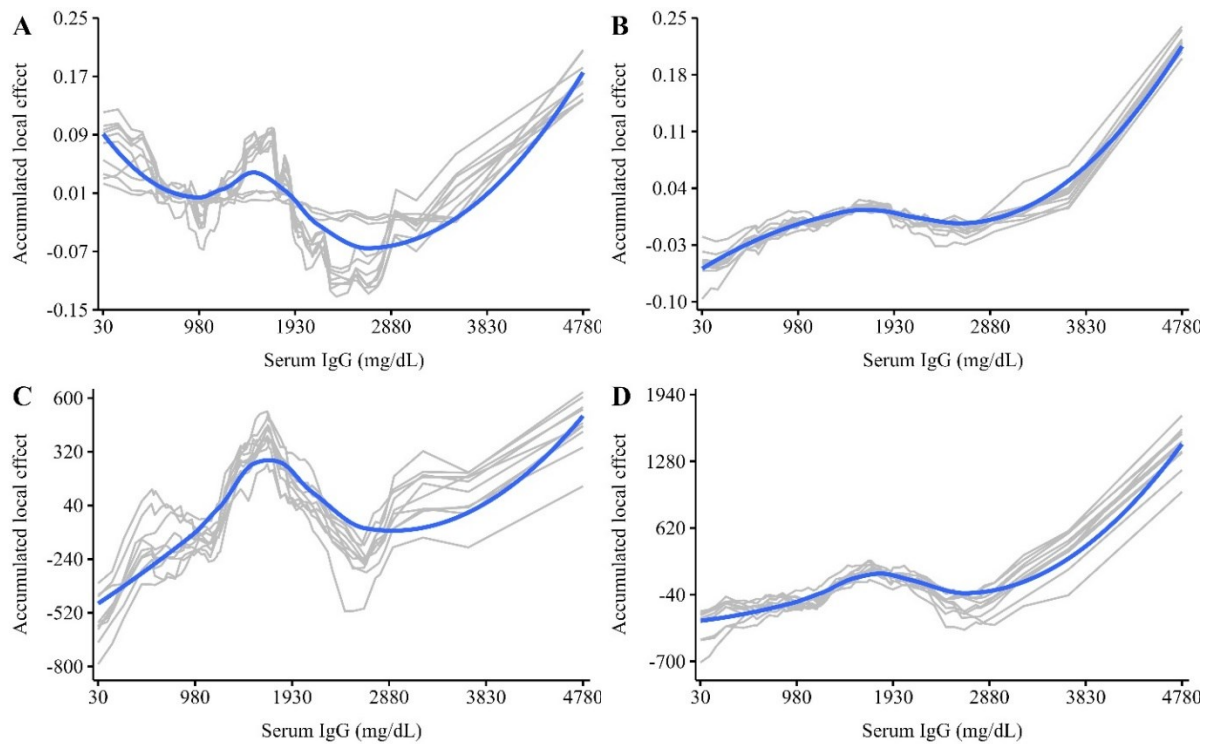 A
B
Accumulated local effect
0.25
0.17
0.09
0.01
-0.07
-0.15
30 980 1930 2880 3830 4780
Serum IgG (mg/dL)
Accumulated local effect
0.25
0.18
0.11
0.04
-0.03
-0.10
30 980 1930 2880 3830 4780
Serum IgG (mg/dL)
C
D
Accumulated local effect
600
320
40
-240
-520
-800
30 980 1930 2880 3830 4780
Serum IgG (mg/dL)
Accumulated local effect
1940
1280
620
-40
-700
30 980 1930 2880 3830 4780
Serum IgG (mg/dL)